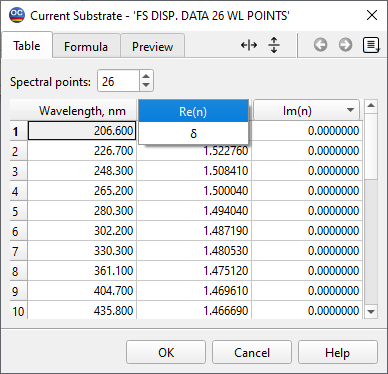 OC Current Substrate - 'FS DISP. DATA 26 WL POINTS'
Table Formula Preview
Spectral points: 26
Wavelength, nm Re(n) Im(n)
1 206.600 δ 0.0000000
2 226.700 1.522760 0.0000000
3 248.300 1.508410 0.0000000
4 265.200 1.500040 0.0000000
5 280.300 1.494040 0.0000000
6 302.200 1.487190 0.0000000
7 330.300 1.480530 0.0000000
8 361.100 1.475120 0.0000000
9 404.700 1.469610 0.0000000
10 435.800 1.466690 0.0000000
OK Cancel Help